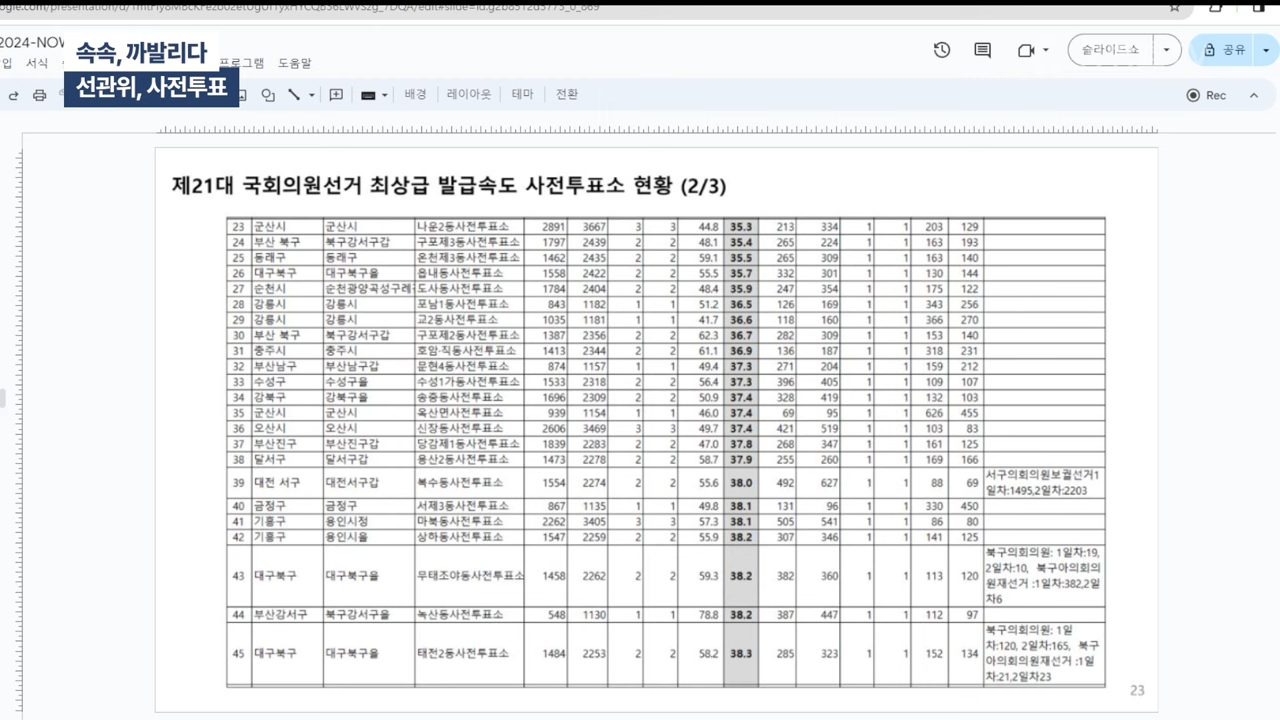 2024-NOW
속속, 까발리다
선관위, 사전투표
서식
도움말
슬라이드쇼
공유
배경 레이아웃 테마 전환
Rec
제21대 국회의원선거 최상급 발급속도 사전투표소 현황 (2/3)
23 군산시 군산시 나운2동사전투표소 2891 3667 3 3 44.8 35.3 213 334 1 1 203 129
24 부산 북구 북구강서구갑 구포제3동사전투표소 1797 2439 2 2 48.1 35.4 265 224 1 1 163 193
25 동래구 동래구 온천제3동사전투표소 1462 2435 2 2 59.1 35.5 265 309 1 1 163 140
26 대구북구 대구북구을 읍내동사전투표소 1558 2422 2 2 55.5 35.7 332 301 1 1 130 144
27 순천시 순천광양곡성구례 도사동사전투표소 1784 2404 2 2 48.4 35.9 247 354 1 1 175 122
28 강릉시 강릉시 포남1동사전투표소 843 1182 1 1 51.2 36.5 126 169 1 1 343 256
29 강릉시 강릉시 교2동사전투표소 1035 1181 1 1 41.7 36.6 118 160 1 1 366 270
30 부산 북구 북구강서구갑 구포제2동사전투표소 1387 2356 2 2 62.3 36.7 282 309 1 1 153 140
31 충주시 충주시 호암·직동사전투표소 1413 2344 2 2 61.1 36.9 136 187 1 1 318 231
32 부산남구 부산남구갑 문현4동사전투표소 874 1157 1 1 49.4 37.3 271 204 1 1 159 212
33 수성구 수성구을 수성1가동사전투표소 1533 2318 2 2 56.4 37.3 396 405 1 1 109 107
34 강북구 강북구을 송중동사전투표소 1696 2309 2 2 50.9 37.4 328 419 1 1 132 103
35 군산시 군산시 옥산면사전투표소 939 1154 1 1 46.0 37.4 69 95 1 1 626 455
36 오산시 오산시 신장동사전투표소 2606 3469 3 3 49.7 37.4 421 519 1 1 103 83
37 부산진구 부산진구갑 당감제1동사전투표소 1839 2283 2 2 47.0 37.8 268 347 1 1 161 125
38 달서구 달서구갑 용산2동사전투표소 1473 2278 2 2 58.7 37.9 255 260 1 1 169 166
39 대전 서구 대전서구갑 복수동사전투표소 1554 2274 2 2 55.6 38.0 492 627 1 1 88 69 서구의회의원보궐선거1
일차:1495,2일차:2203
40 금정구 금정구 서제3동사전투표소 867 1135 1 1 49.8 38.1 131 96 1 1 330 450
41 기흥구 용인시정 마북동사전투표소 2262 3405 3 3 57.3 38.1 505 541 1 1 86 80
42 기흥구 용인시을 상하동사전투표소 1547 2259 2 2 55.9 38.2 307 346 1 1 141 125
43 대구북구 대구북구을 무태조야동사전투표소 1458 2262 2 2 59.3 38.2 382 360 1 1 113 120 북구의회의원: 1일차:19,
2일차:10, 북구아의회의
원재선거 :1일차:382,2일
차6
44 부산강서구 북구강서구을 녹산동사전투표소 548 1130 1 1 78.8 38.2 387 447 1 1 112 97
45 대구북구 대구북구을 태전2동사전투표소 1484 2253 2 2 58.2 38.3 285 323 1 1 152 134 북구의회의원: 1일
차:120, 2일차:165, 북구
아의회의원재선거 :1일
차:21,2일차23
23